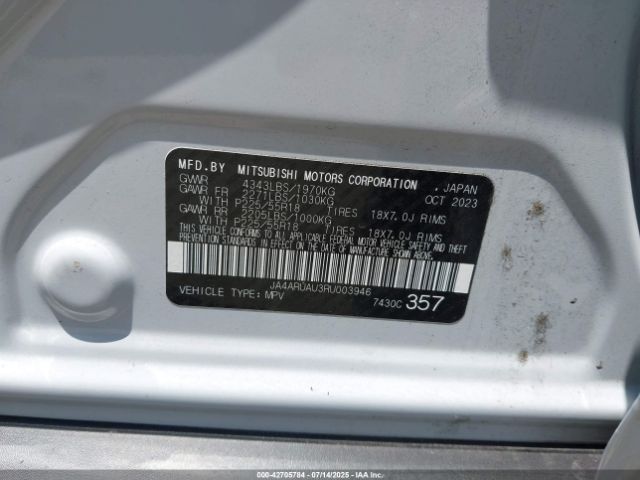 MFD.BY MITSUBISHI MOTORS CORPORATION , JAPAN
GVWR 4343LBS/1970KG OCT 2023
GAWR FR 2271LBS/1030KG
WITH P225/55R18 TIRES 18X7.0J RIMS
GAWR RR 2205LBS/1000KG
WITH P225/55R18 TIRES 18X7.0J RIMS
THIS VEHICLE CONFORMS TO ALL APPLICABLE FEDERAL MOTOR VEHICLE SAFETY, BUMPER AND THEFT
PREVENTION STANDARDS IN EFFECT ON THE DATE OF MANUFACTURE SHOWN ABOVE.
JA4ARUAU3RU003946
VEHICLE TYPE: MPV 7430C 357
000-42705784 - 07/14/2025 - IAAI.COM